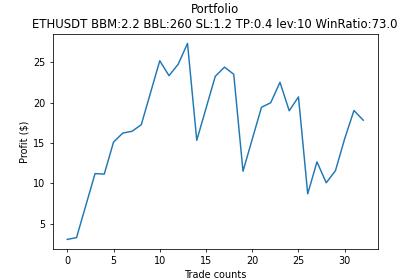 Portfolio
ETHUSDT BBM:2.2 BBL:260 SL:1.2 TP:0.4 lev:10 WinRatio:73.0
25
20
15
10
5
Profit ($)
0 5 10 15 20 25 30
Trade counts